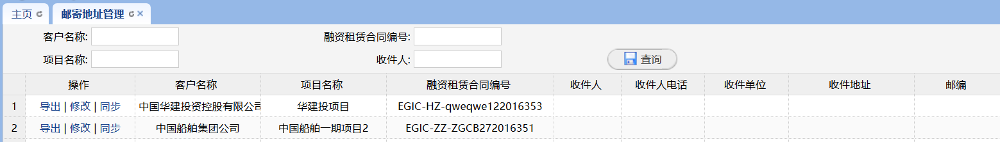 主页 邮寄地址管理
客户名称: 融资租赁合同编号:
项目名称: 收件人: 查询
操作 客户名称 项目名称 融资租赁合同编号 收件人 收件人电话 收件单位 收件地址 邮编
1 导出 | 修改 | 同步 中国华建投资控股有限公司 华建投项目 EGIC-HZ-qweqwe122016353
2 导出 | 修改 | 同步 中国船舶集团公司 中国船舶一期项目2 EGIC-ZZ-ZGCB272016351